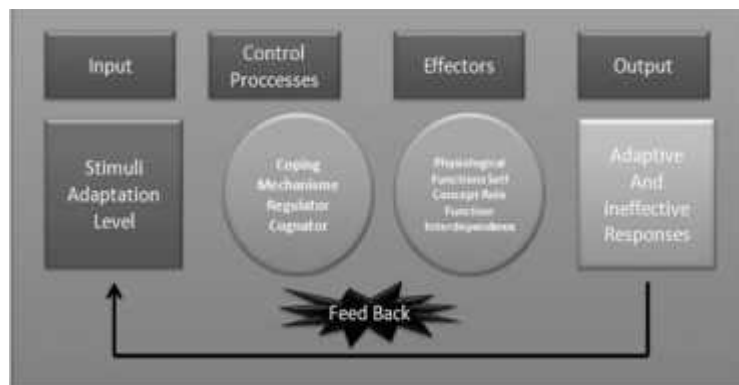 Input
Control
Proccesses
Effectors
Output
Stimuli
Adaptation
Level
Coping
Mechanisme
Regulator
Cognator
Physiological
Functions Self
Concept Role
Function
Interdependence
Adaptive
And
ineffective
Responses
Feed Back